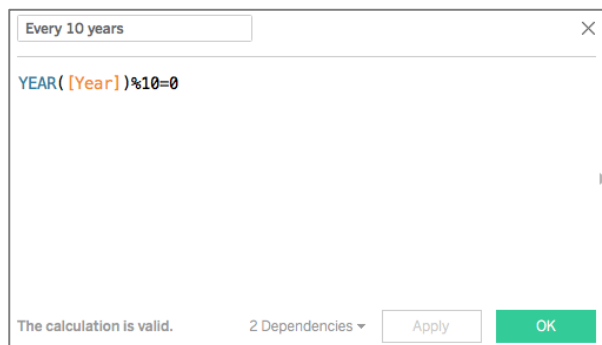 Every 10 years
YEAR([Year])%10=0
The calculation is valid.
2 Dependencies
Apply
OK